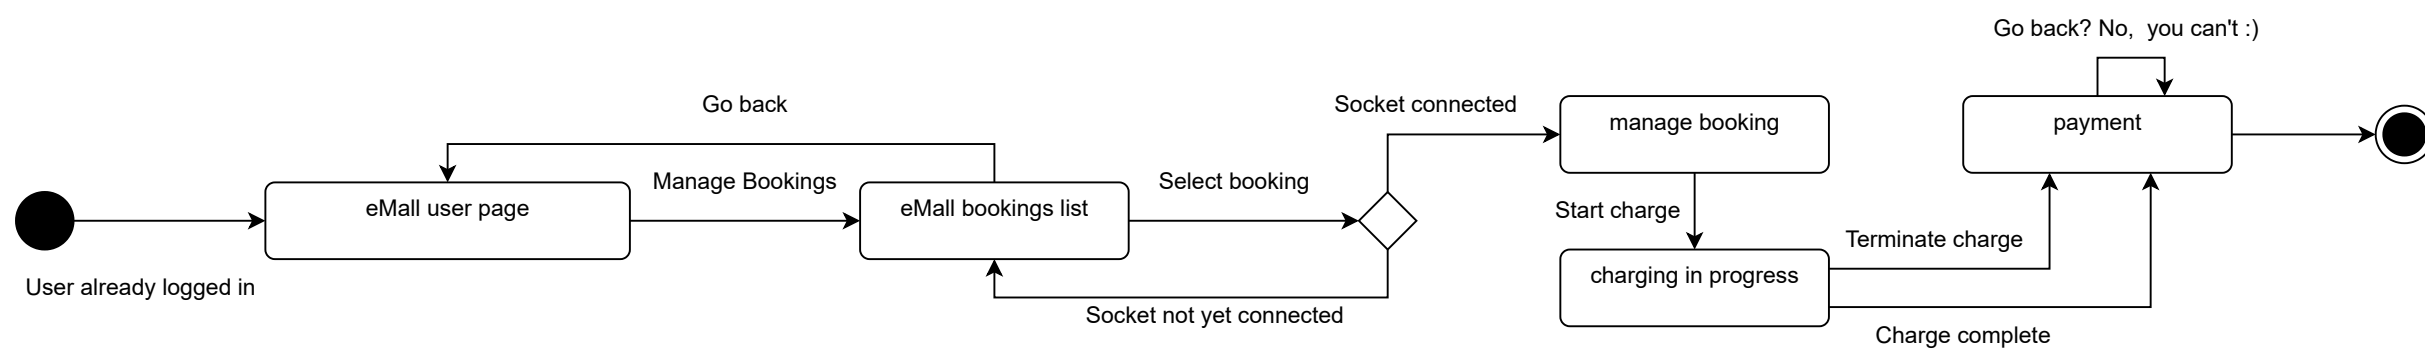 Go back? No,  you can't :)
Go back
Socket connected
manage booking
payment
Manage Bookings
Select booking
eMall user page
eMall bookings list
Start charge
Terminate charge
User already logged in
charging in progress
Socket not yet connected
Charge complete